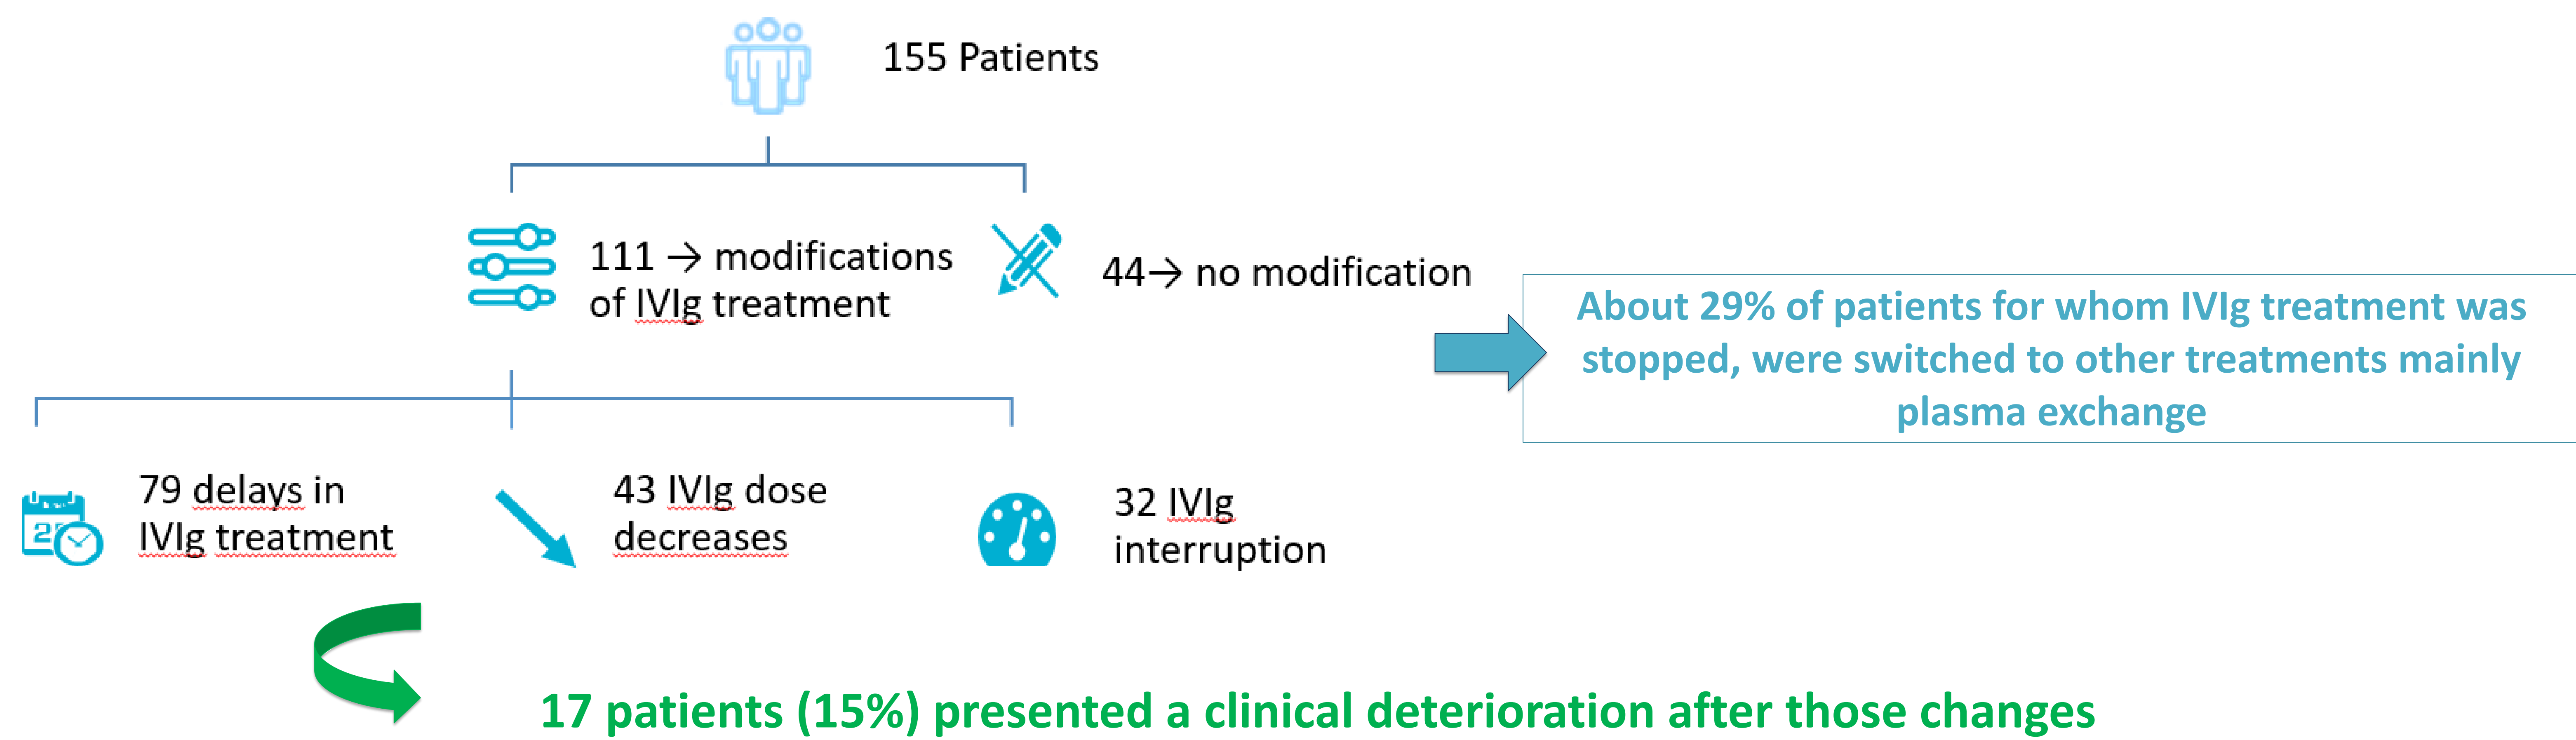 155 Patients
111 → modifications
of IVIg treatment
44→ no modification
About 29% of patients for whom IVIg treatment was
stopped, were switched to other treatments mainly
plasma exchange
79 delays in
IVIg treatment
43 IVIg dose
decreases
32 IVIg
interruption
17 patients (15%) presented a clinical deterioration after those changes